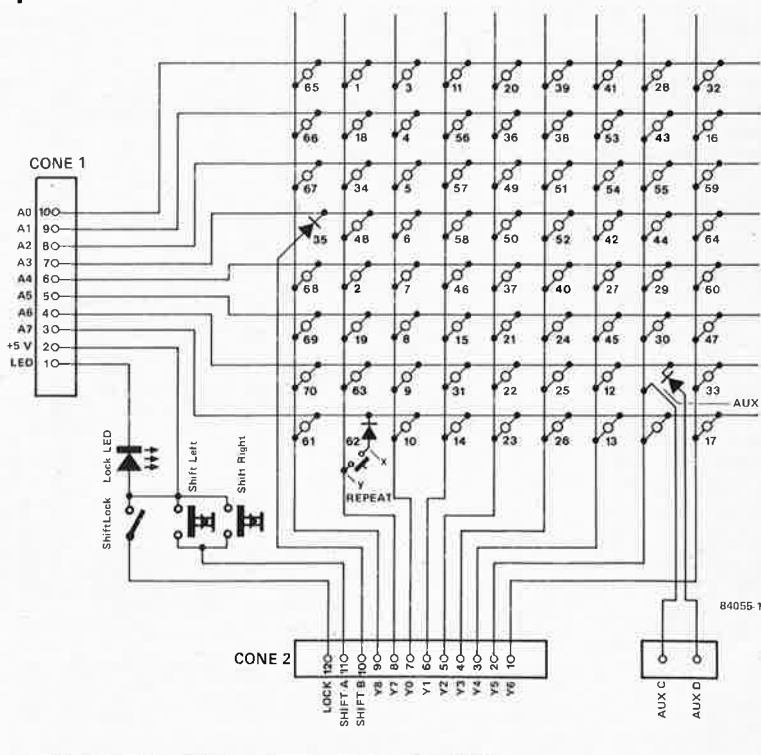 65 1 3 11 20 39 41 28 32
66 18 4 56 36 38 53 43 16
CONE 1
67 34 5 57 49 51 54 55 59
A0 10
A1 9
A2 8
35 48 6 58 50 52 42 44 64
A3 7
A4 6
68 2 7 46 37 40 27 29 60
A5 5
A6 4
A7 3
69 19 8 15 21 24 45 30 47
+5 V 2
LED 1
70 63 9 31 22 25 12 33
AUX
61 62 10 14 23 26 13 17
x
y
REPEAT
Lock LED
Shift Left
Shift Right
ShiftLock
84055-1
CONE 2
12 11 10 9 8 7 6 5 4 3 2 1
LOCK
SHIFT A
SHIFT B
Y8
Y7
Y0
Y1
Y2
Y3
Y4
Y5
Y6
AUX C
AUX D